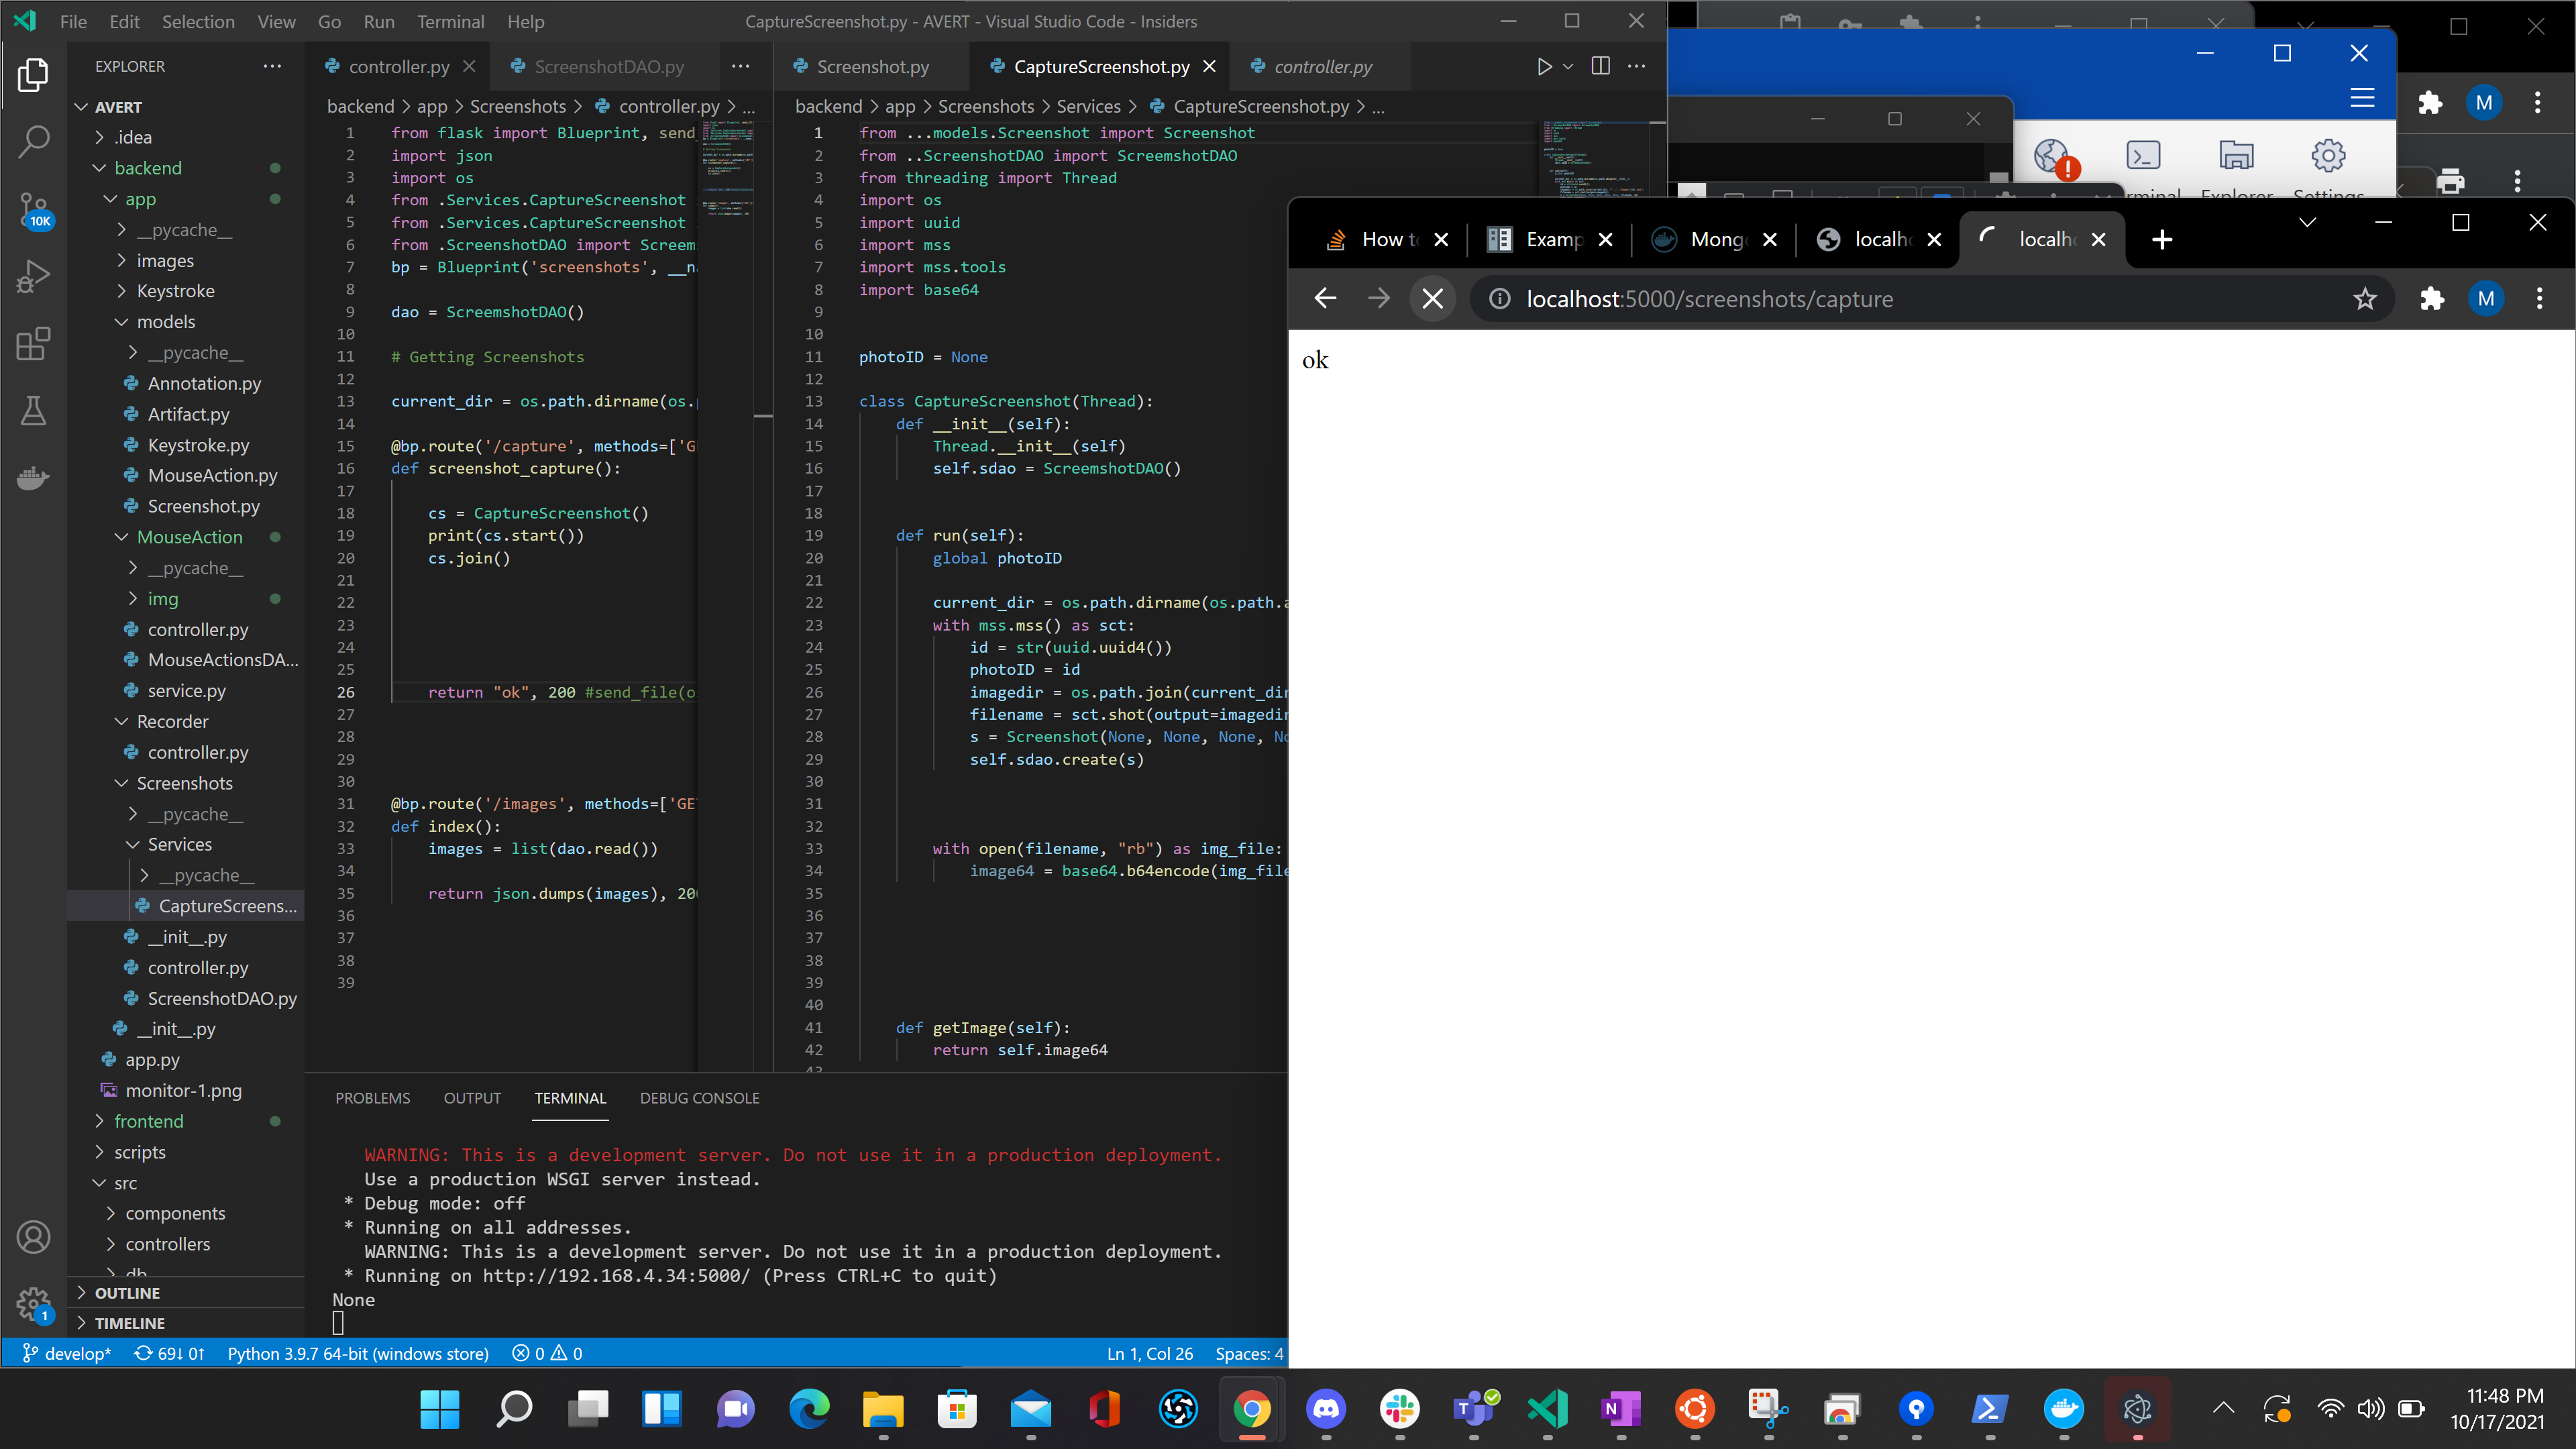 File Edit Selection View Go Run Terminal Help
CaptureScreenshot.py - AVERT - Visual Studio Code - Insiders
EXPLORER
AVERT
.idea
backend
app
__pycache__
images
Keystroke
models
__pycache__
Annotation.py
Artifact.py
Keystroke.py
MouseAction.py
Screenshot.py
MouseAction
__pycache__
img
controller.py
MouseActionsDA...
service.py
Recorder
controller.py
Screenshots
__pycache__
Services
__pycache__
CaptureScreens...
__init__.py
controller.py
ScreenshotDAO.py
__init__.py
app.py
monitor-1.png
frontend
scripts
src
components
controllers
db
OUTLINE
TIMELINE
10K
1
controller.py ScreenshotDAO.py
backend > app > Screenshots > controller.py > ...
1 from flask import Blueprint, send_
2 import json
3 import os
4 from .Services.CaptureScreenshot
5 from .Services.CaptureScreenshot
6 from .ScreenshotDAO import Screems
7 bp = Blueprint('screenshots', __na
8
9 dao = ScreemshotDAO()
10
11 # Getting Screenshots
12
13 current_dir = os.path.dirname(os.
14
15 @bp.route('/capture', methods=['G
16 def screenshot_capture():
17
18 cs = CaptureScreenshot()
19 print(cs.start())
20 cs.join()
21
22
23
24
25
26 return "ok", 200 #send_file(o
27
28
29
30
31 @bp.route('/images', methods=['GE
32 def index():
33 images = list(dao.read())
34
35 return json.dumps(images), 20
36
37
38
39
Screenshot.py CaptureScreenshot.py controller.py
backend > app > Screenshots > Services > CaptureScreenshot.py > ...
1 from ...models.Screenshot import Screenshot
2 from ..ScreenshotDAO import ScreemshotDAO
3 from threading import Thread
4 import os
5 import uuid
6 import mss
7 import mss.tools
8 import base64
9
10
11 photoID = None
12
13 class CaptureScreenshot(Thread):
14 def __init__(self):
15 Thread.__init__(self)
16 self.sdao = ScreemshotDAO()
17
18
19 def run(self):
20 global photoID
21
22 current_dir = os.path.dirname(os.path.a
23 with mss.mss() as sct:
24 id = str(uuid.uuid4())
25 photoID = id
26 imagedir = os.path.join(current_dir
27 filename = sct.shot(output=imagedir
28 s = Screenshot(None, None, None, No
29 self.sdao.create(s)
30
31
32
33 with open(filename, "rb") as img_file:
34 image64 = base64.b64encode(img_file
35
36
37
38
39
40
41 def getImage(self):
42 return self.image64
43
PROBLEMS OUTPUT TERMINAL DEBUG CONSOLE
WARNING: This is a development server. Do not use it in a production deployment.
Use a production WSGI server instead.
* Debug mode: off
* Running on all addresses.
WARNING: This is a development server. Do not use it in a production deployment.
* Running on http://192.168.4.34:5000/ (Press CTRL+C to quit)
None
develop* 69↓ 0↑ Python 3.9.7 64-bit (windows store) 0 0
Ln 1, Col 26 Spaces: 4
M
rminal Explorer Settings
How to Examp Mong localho localh
localhost:5000/screenshots/capture
M
ok
11:48 PM
10/17/2021